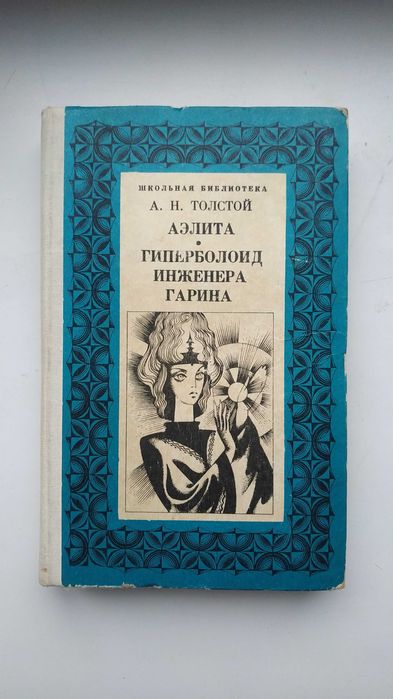 ШКОЛЬНАЯ БИБЛИОТЕКА
А. Н. ТОЛСТОЙ
АЭЛИТА
•
ГИПЕРБОЛОИД
ИНЖЕНЕРА
ГАРИНА